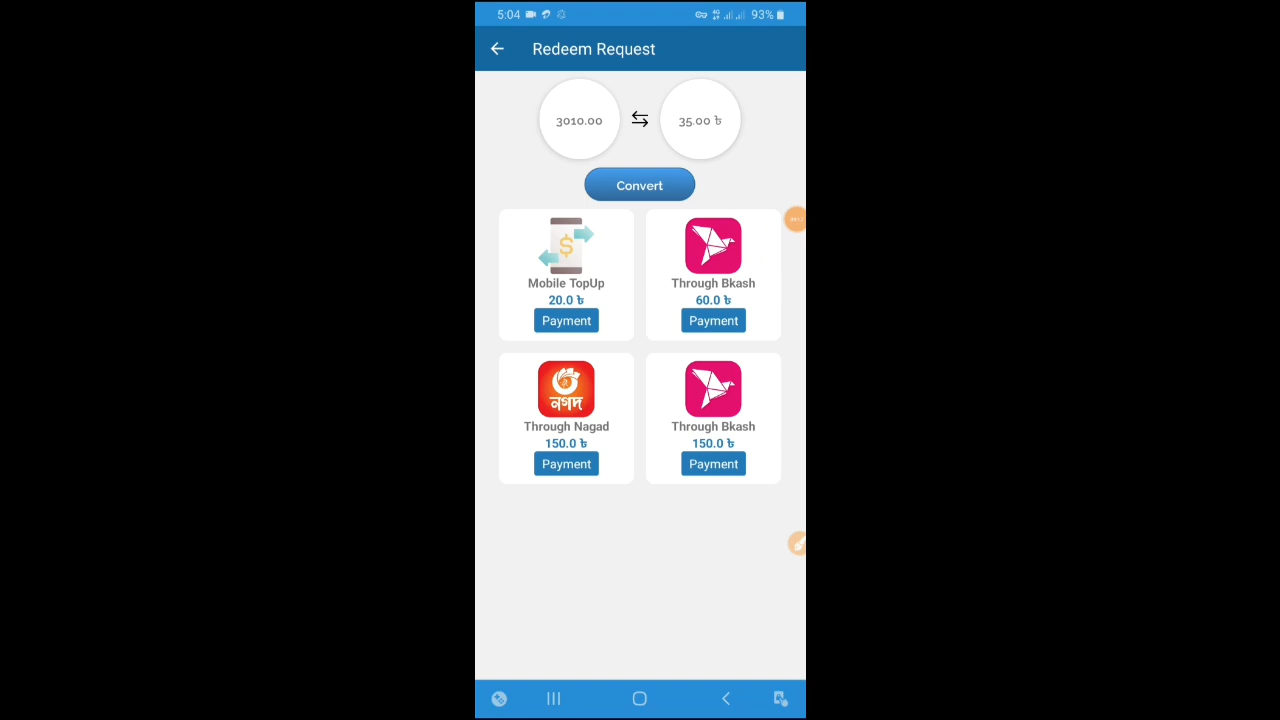 5:04 93%
Redeem Request
3010.00 35.00 ৳
Convert
Mobile TopUp
20.0 ৳
Payment
Through Bkash
60.0 ৳
Payment
নগদ
Through Nagad
150.0 ৳
Payment
Through Bkash
150.0 ৳
Payment